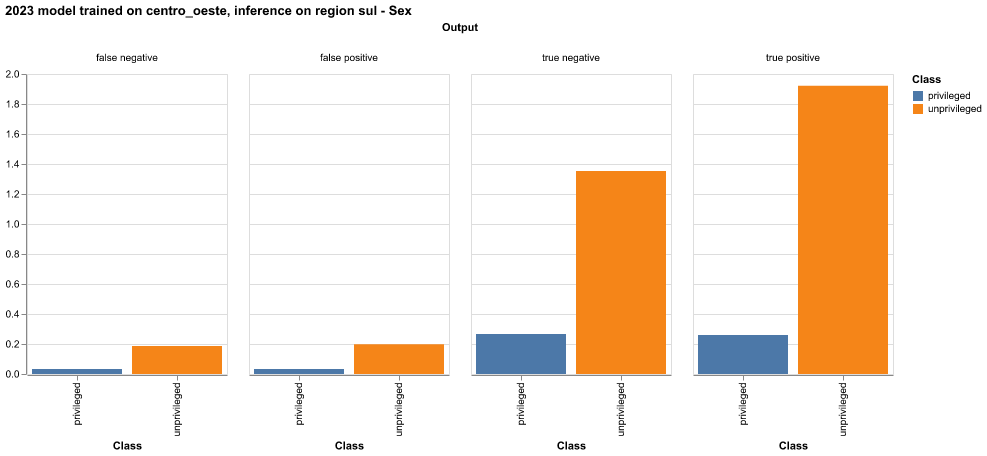 2023 model trained on centro_oeste, inference on region sul - Sex
Output
false negative
false positive
true negative
true positive
2.0
1.8
1.6
1.4
1.2
1.0
0.8
0.6
0.4
0.2
0.0
privileged
unprivileged
privileged
unprivileged
privileged
unprivileged
privileged
unprivileged
Class
Class
Class
Class
Class
privileged
unprivileged